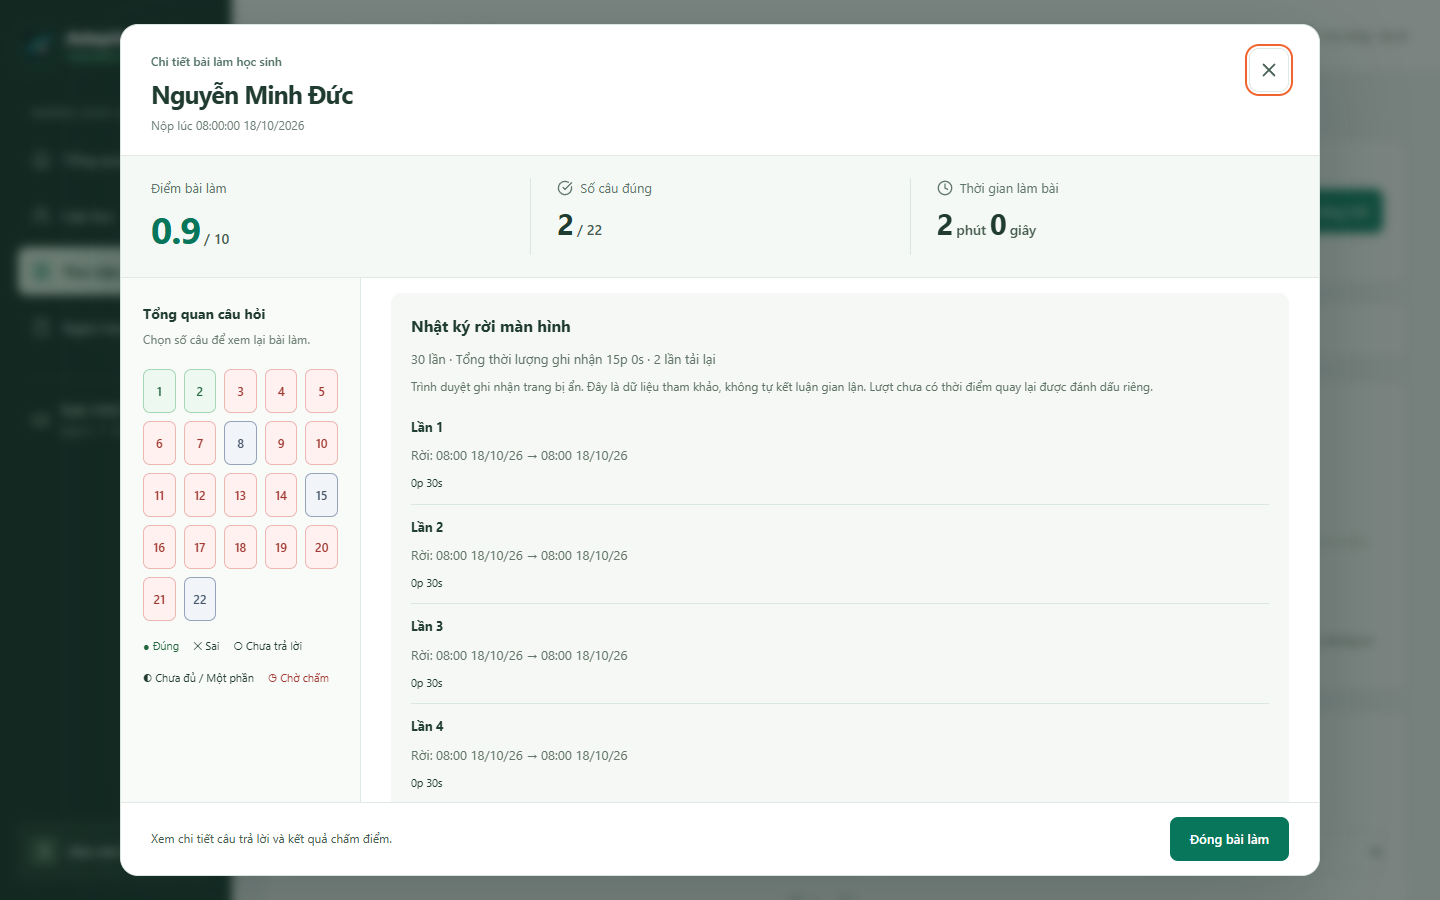 Chi tiết bài làm học sinh
Nguyễn Minh Đức
Nộp lúc 08:00:00 18/10/2026
Điểm bài làm
0.9 / 10
Số câu đúng
2 / 22
Thời gian làm bài
2 phút 0 giây
Tổng quan câu hỏi
Chọn số câu để xem lại bài làm.
1 2 3 4 5
6 7 8 9 10
11 12 13 14 15
16 17 18 19 20
21 22
Đúng Sai Chưa trả lời
Chưa đủ / Một phần Chờ chấm
Nhật ký rời màn hình
30 lần · Tổng thời lượng ghi nhận 15p 0s · 2 lần tải lại
Trình duyệt ghi nhận trang bị ẩn. Đây là dữ liệu tham khảo, không tự kết luận gian lận. Lượt chưa có thời điểm quay lại được đánh dấu riêng.
Lần 1
Rời: 08:00 18/10/26 → 08:00 18/10/26
0p 30s
Lần 2
Rời: 08:00 18/10/26 → 08:00 18/10/26
0p 30s
Lần 3
Rời: 08:00 18/10/26 → 08:00 18/10/26
0p 30s
Lần 4
Rời: 08:00 18/10/26 → 08:00 18/10/26
0p 30s
Xem chi tiết câu trả lời và kết quả chấm điểm.
Đóng bài làm